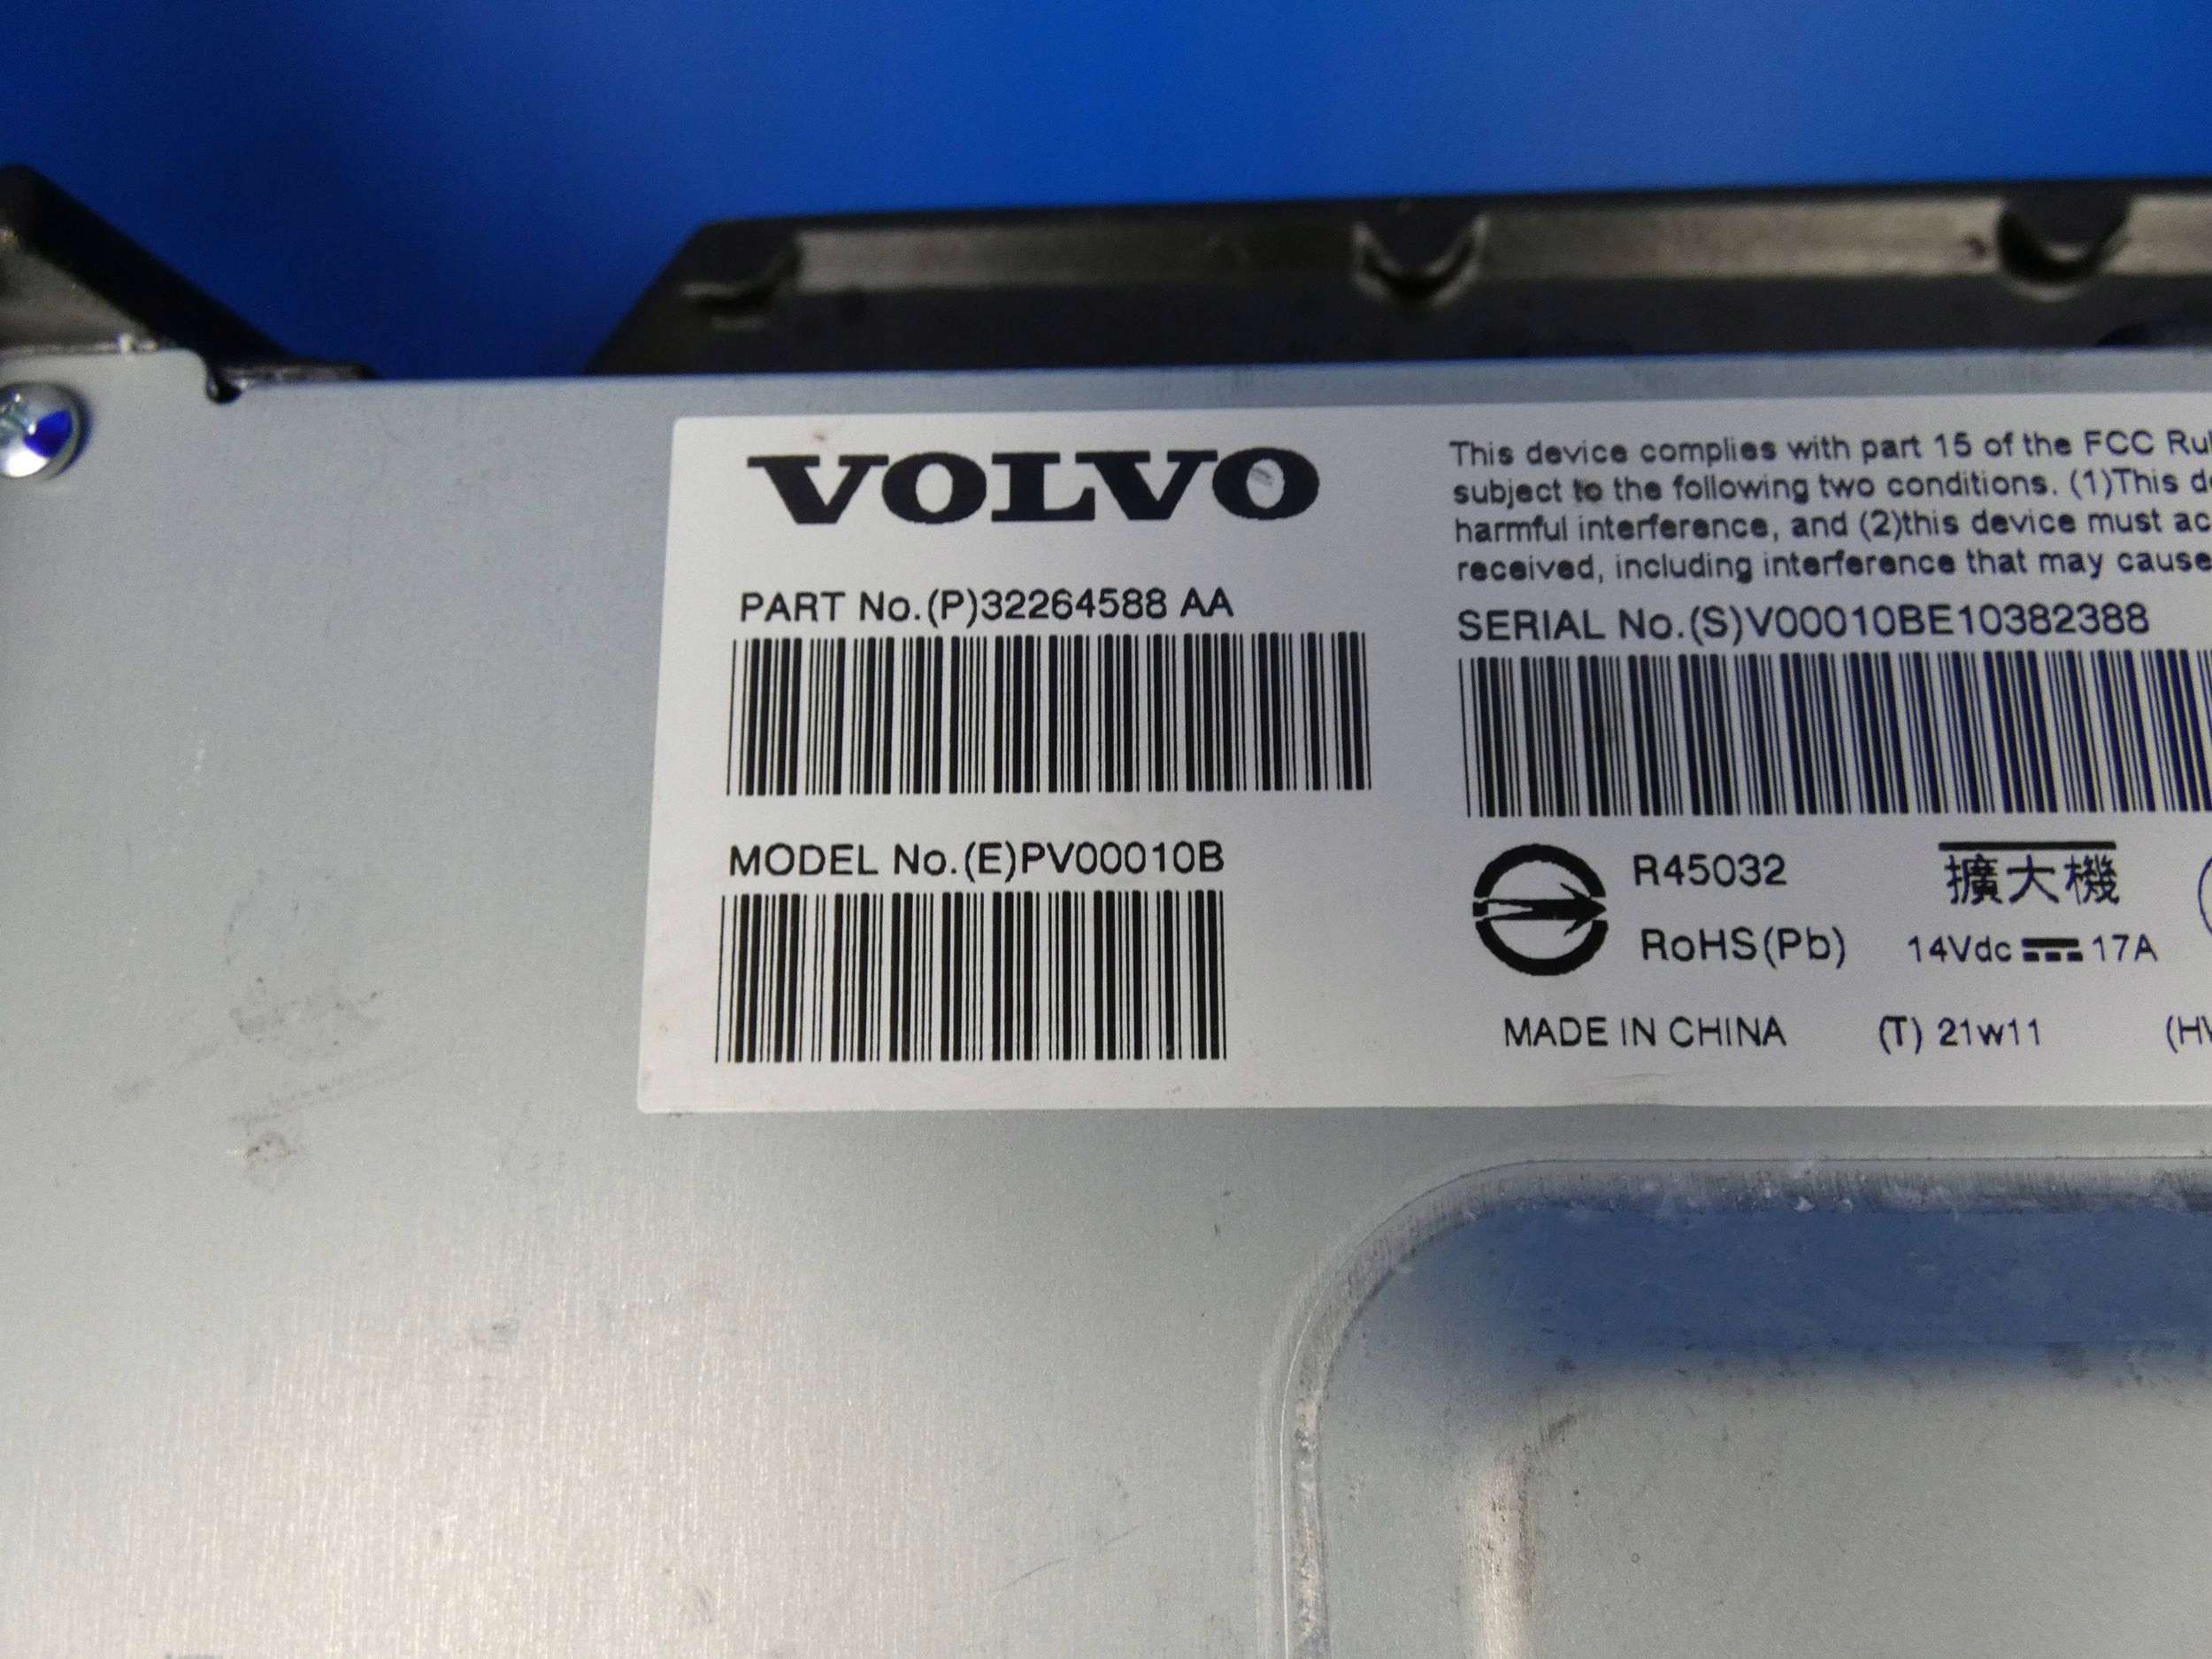 VOLVO
PART No.(P)32264588 AA
MODEL No.(E)PV00010B
This device complies with part 15 of the FCC
subject to the following two conditions. (1)This
harmful interference, and (2)this device must
received, including interference that may cause
SERIAL No.(S)V00010BE10382388
R45032
RoHS(Pb)
擴大機
14Vdc 17A
MADE IN CHINA (T) 21w11